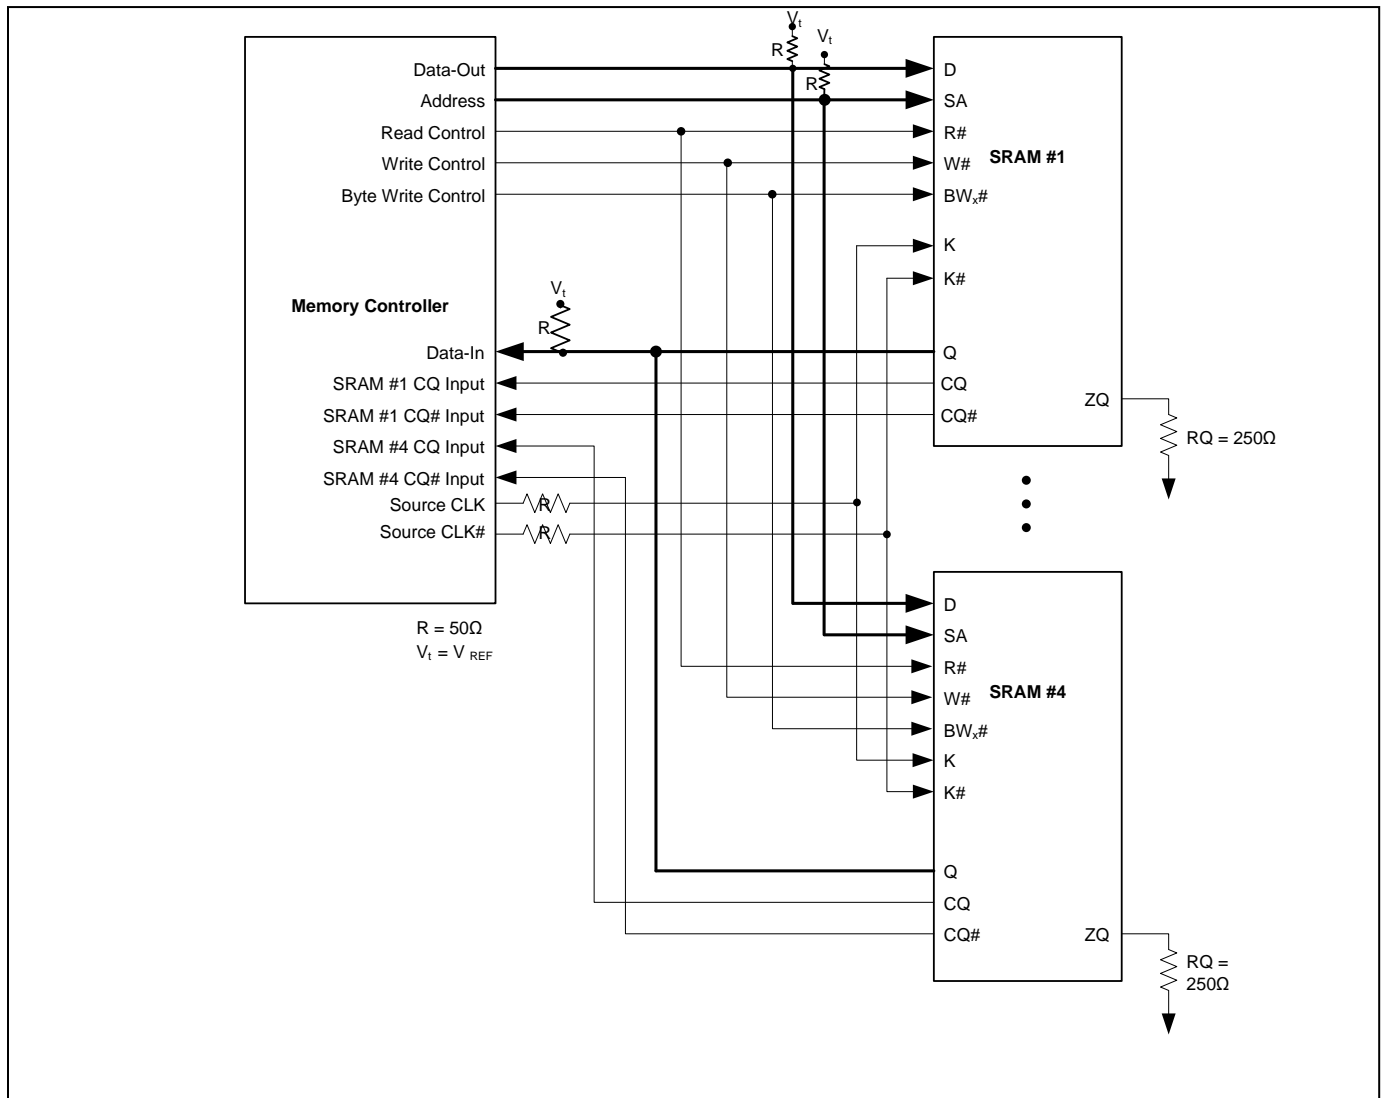 Vt
Vt
R
R
Data-Out
Address
Read Control
Write Control
Byte Write Control
Memory Controller
Vt
R
Data-In
SRAM #1 CQ Input
SRAM #1 CQ# Input
SRAM #4 CQ Input
SRAM #4 CQ# Input
Source CLK
R
Source CLK#
R
R = 50Ω
Vt = V REF
D
SA
R#
SRAM #1
W#
BWx#
K
K#
Q
CQ
CQ#
ZQ
RQ = 250Ω
D
SA
R#
SRAM #4
W#
BWx#
K
K#
Q
CQ
CQ#
ZQ
RQ =
250Ω